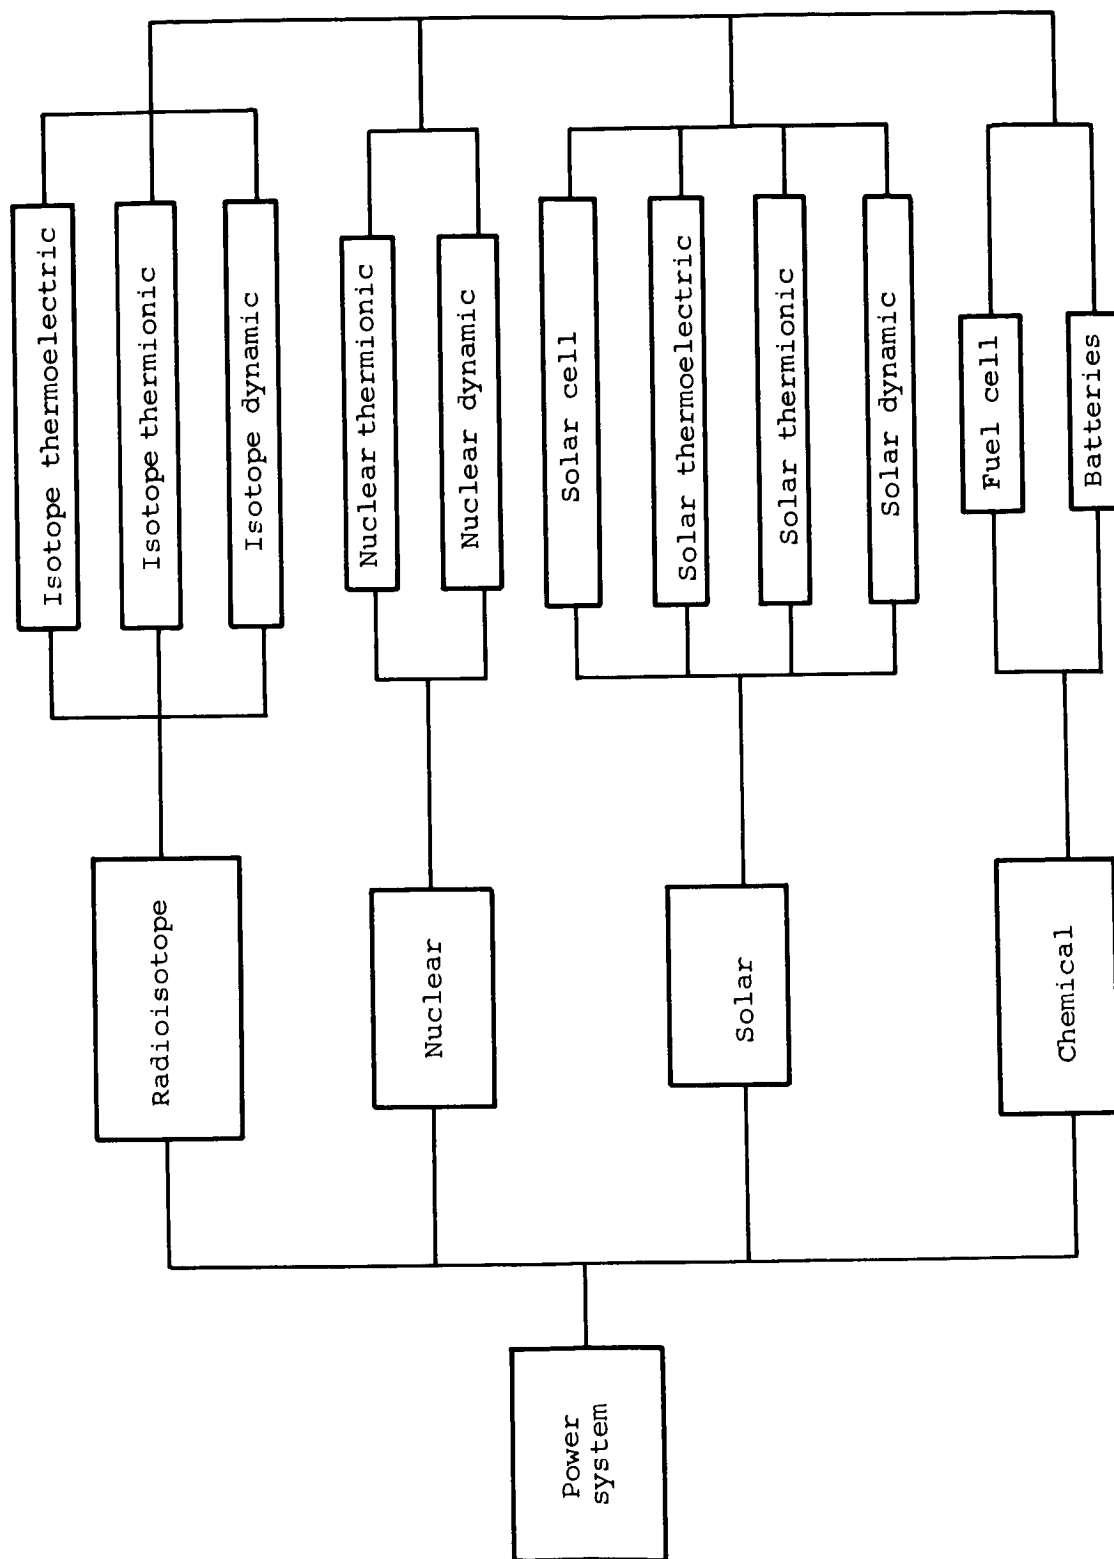 Power
system
Radioisotope
Nuclear
Solar
Chemical
Isotope thermoelectric
Isotope thermionic
Isotope dynamic
Nuclear thermionic
Nuclear dynamic
Solar cell
Solar thermoelectric
Solar thermionic
Solar dynamic
Fuel cell
Batteries